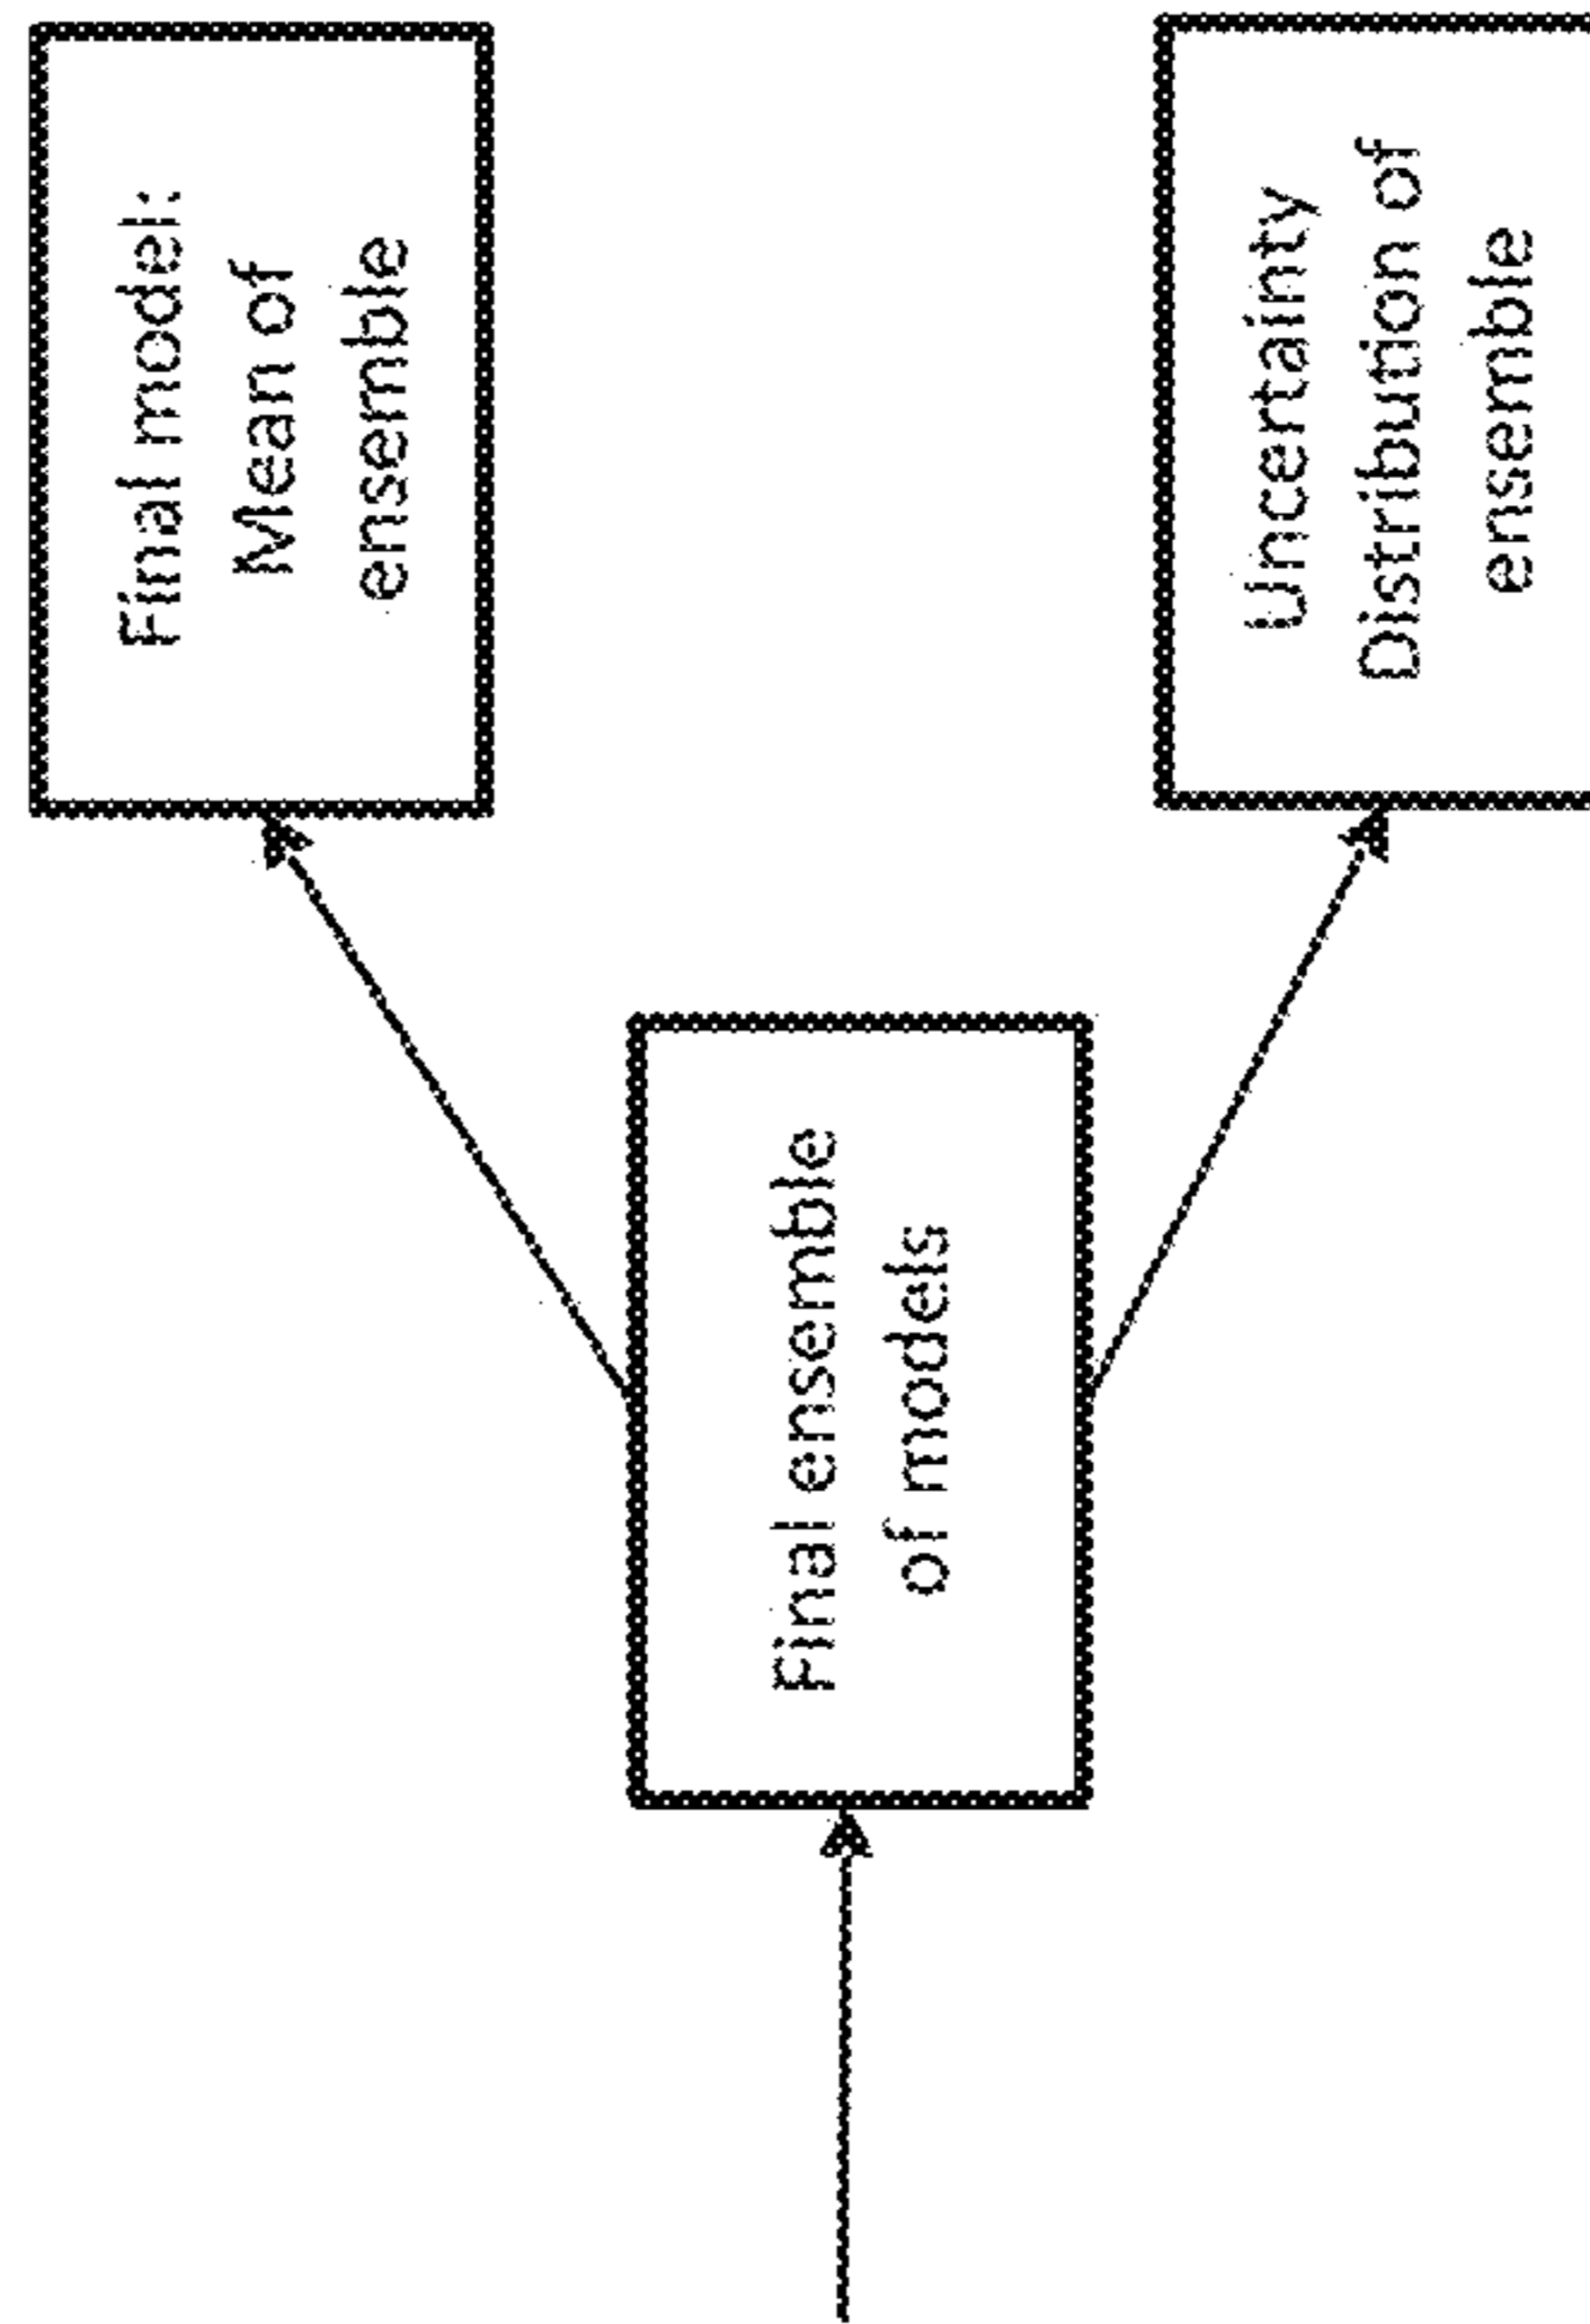 Final model:
Mean of
ensemble
Final ensemble
of models
Uncertainty
Distribution of
ensemble